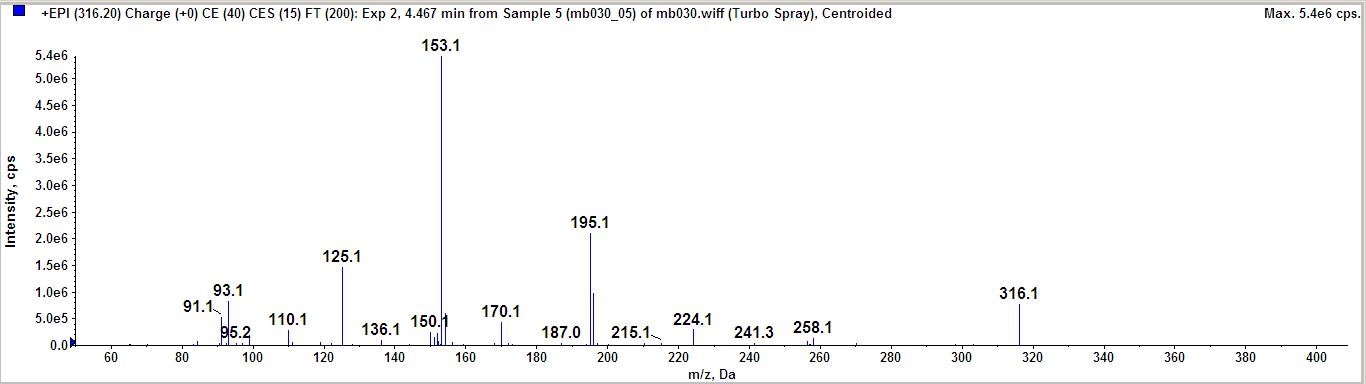 +EPI (316.20) Charge (+0) CE (40) CES (15) FT (200): Exp 2, 4.467 min from Sample 5 (mb030_05) of mb030.wiff (Turbo Spray), Centroided Max. 5.4e6 cps.
153.1
5.4e6
5.0e6
4.5e6
4.0e6
3.5e6
3.0e6
2.5e6
195.1
2.0e6
125.1
1.5e6
93.1 316.1
1.0e6
91.1
5.0e5 95.2 110.1 136.1 150.1 170.1 187.0 215.1 224.1 241.3 258.1
0.0
60 80 100 120 140 160 180 200 220 240 260 280 300 320 340 360 380 400
m/z, Da
Intensity, cps